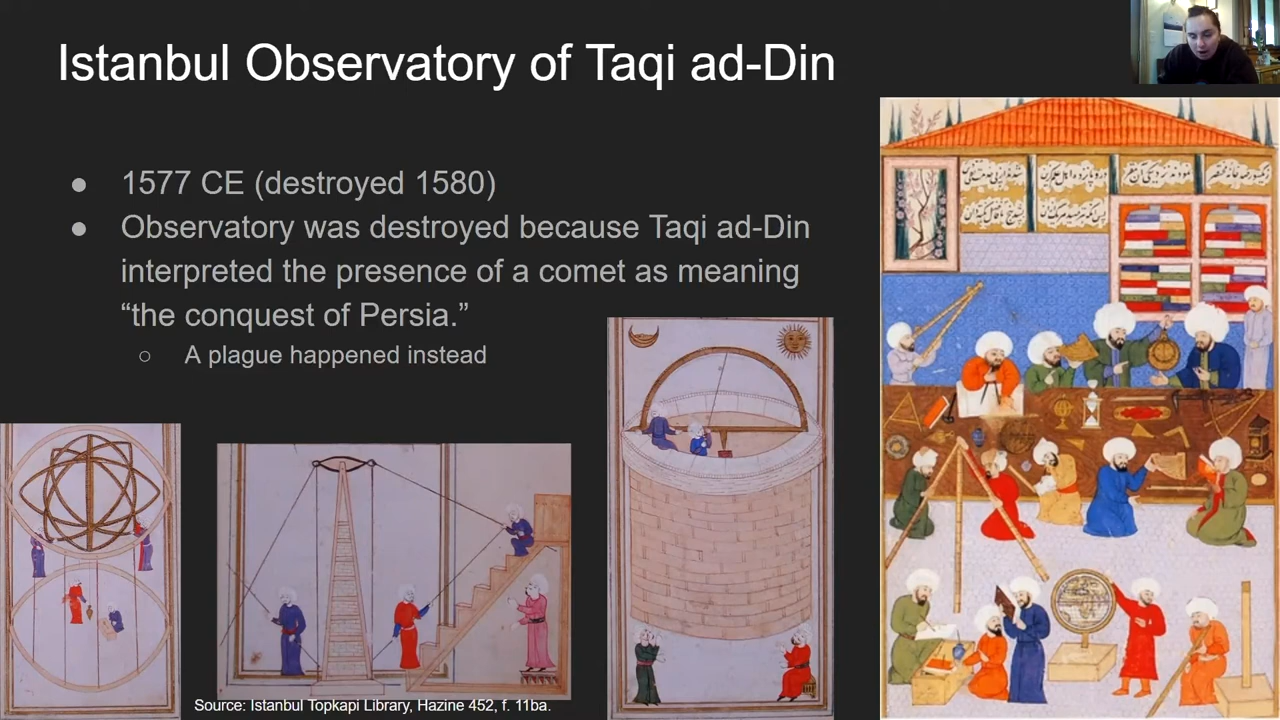 Istanbul Observatory of Taqi ad-Din
● 1577 CE (destroyed 1580)
● Observatory was destroyed because Taqi ad-Din
interpreted the presence of a comet as meaning
“the conquest of Persia.”
○ A plague happened instead
Source: Istanbul Topkapi Library, Hazine 452, f. 11ba.